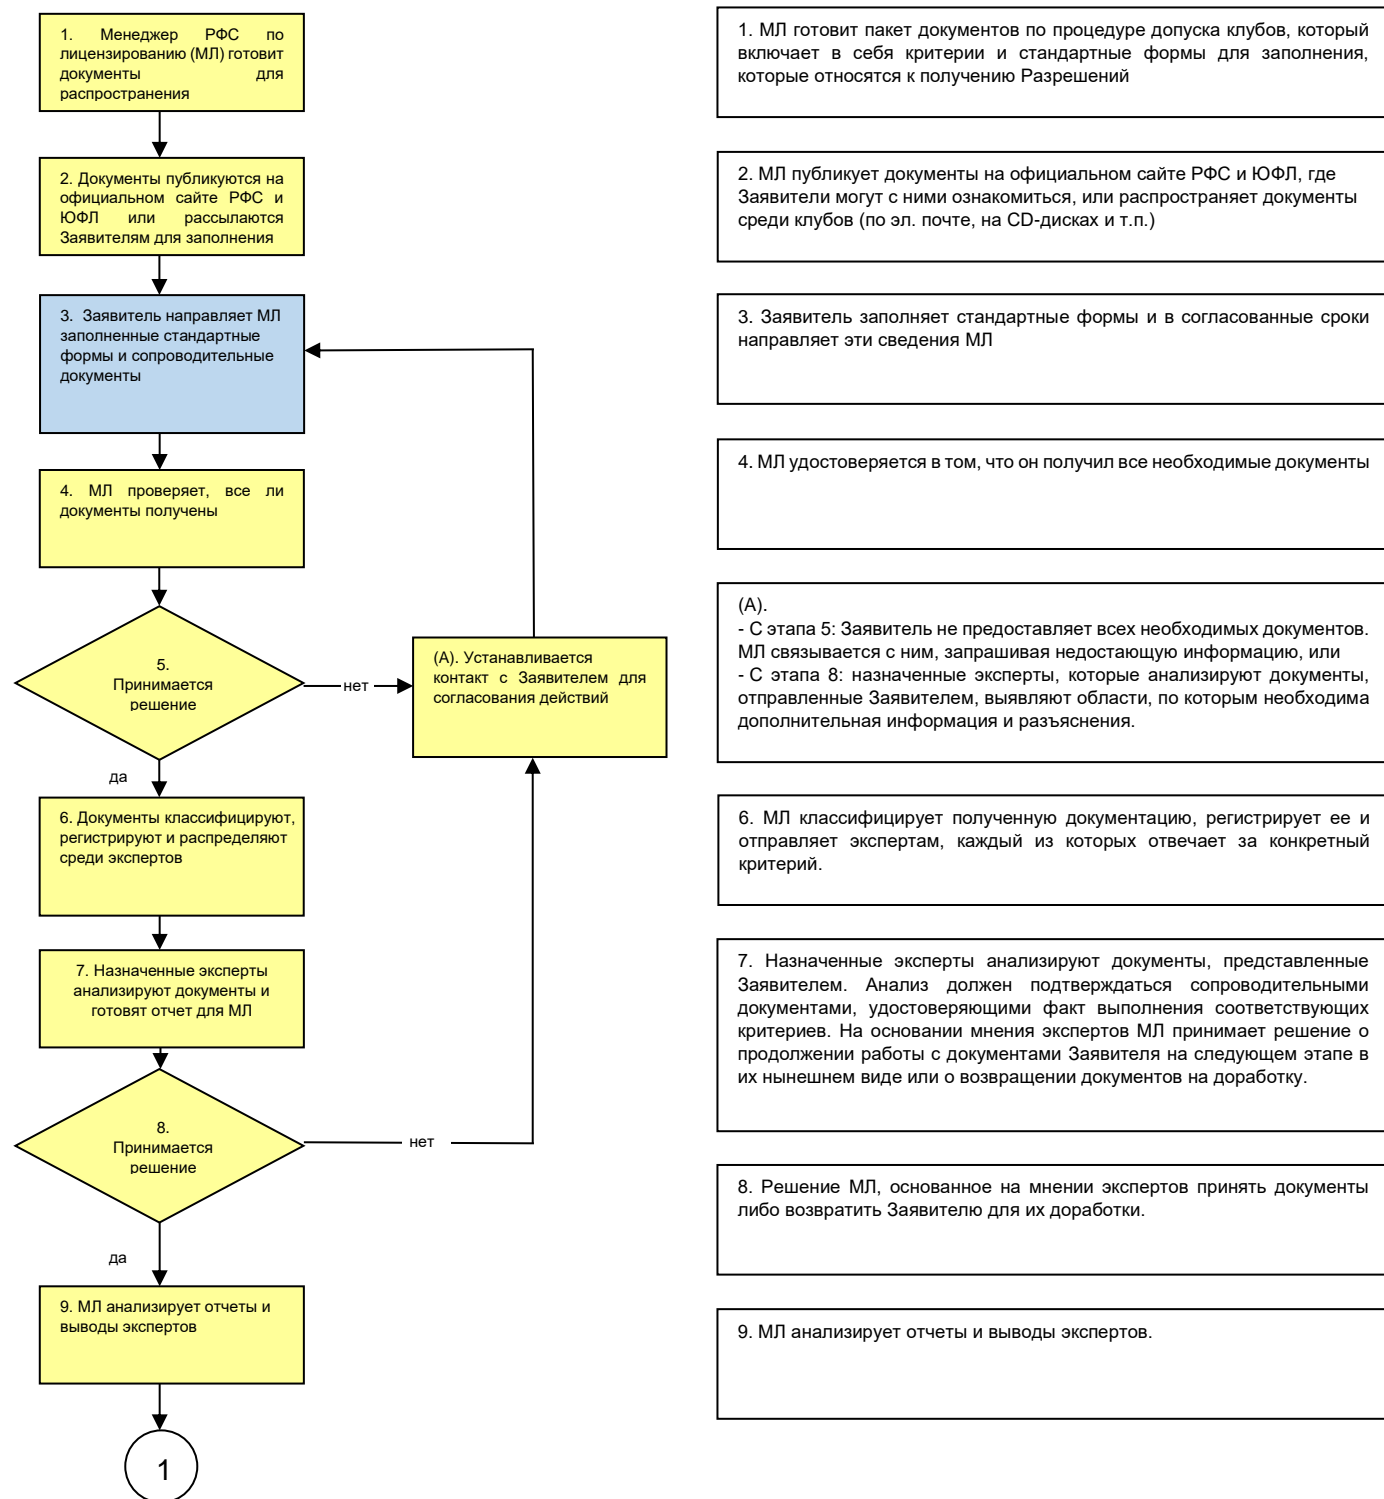 1. Менеджер РФС по
лицензированию (МЛ) готовит
документы для
распространения
1. МЛ готовит пакет документов по процедуре допуска клубов, который
включает в себя критерии и стандартные формы для заполнения,
которые относятся к получению Разрешений
2. Документы публикуются на
официальном сайте РФС и
ЮФЛ или рассылаются
Заявителям для заполнения
2. МЛ публикует документы на официальном сайте РФС и ЮФЛ, где
Заявители могут с ними ознакомиться, или распространяет документы
среди клубов (по эл. почте, на CD-дисках и т.п.)
3. Заявитель направляет МЛ
заполненные стандартные
формы и сопроводительные
документы
3. Заявитель заполняет стандартные формы и в согласованные сроки
направляет эти сведения МЛ
4. МЛ проверяет, все ли
документы получены
4. МЛ удостоверяется в том, что он получил все необходимые документы
5.
Принимается
решение
нет
(А). Устанавливается
контакт с Заявителем для
согласования действий
(А).
- С этапа 5: Заявитель не предоставляет всех необходимых документов.
МЛ связывается с ним, запрашивая недостающую информацию, или
- С этапа 8: назначенные эксперты, которые анализируют документы,
отправленные Заявителем, выявляют области, по которым необходима
дополнительная информация и разъяснения.
да
6. Документы классифицируют,
регистрируют и распределяют
среди экспертов
6. МЛ классифицирует полученную документацию, регистрирует ее и
отправляет экспертам, каждый из которых отвечает за конкретный
критерий.
7. Назначенные эксперты
анализируют документы и
готовят отчет для МЛ
7. Назначенные эксперты анализируют документы, представленные
Заявителем. Анализ должен подтверждаться сопроводительными
документами, удостоверяющими факт выполнения соответствующих
критериев. На основании мнения экспертов МЛ принимает решение о
продолжении работы с документами Заявителя на следующем этапе в
их нынешнем виде или о возвращении документов на доработку.
8.
Принимается
решение
нет
8. Решение МЛ, основанное на мнении экспертов принять документы
либо возвратить Заявителю для их доработки.
да
9. МЛ анализирует отчеты и
выводы экспертов
9. МЛ анализирует отчеты и выводы экспертов.
1